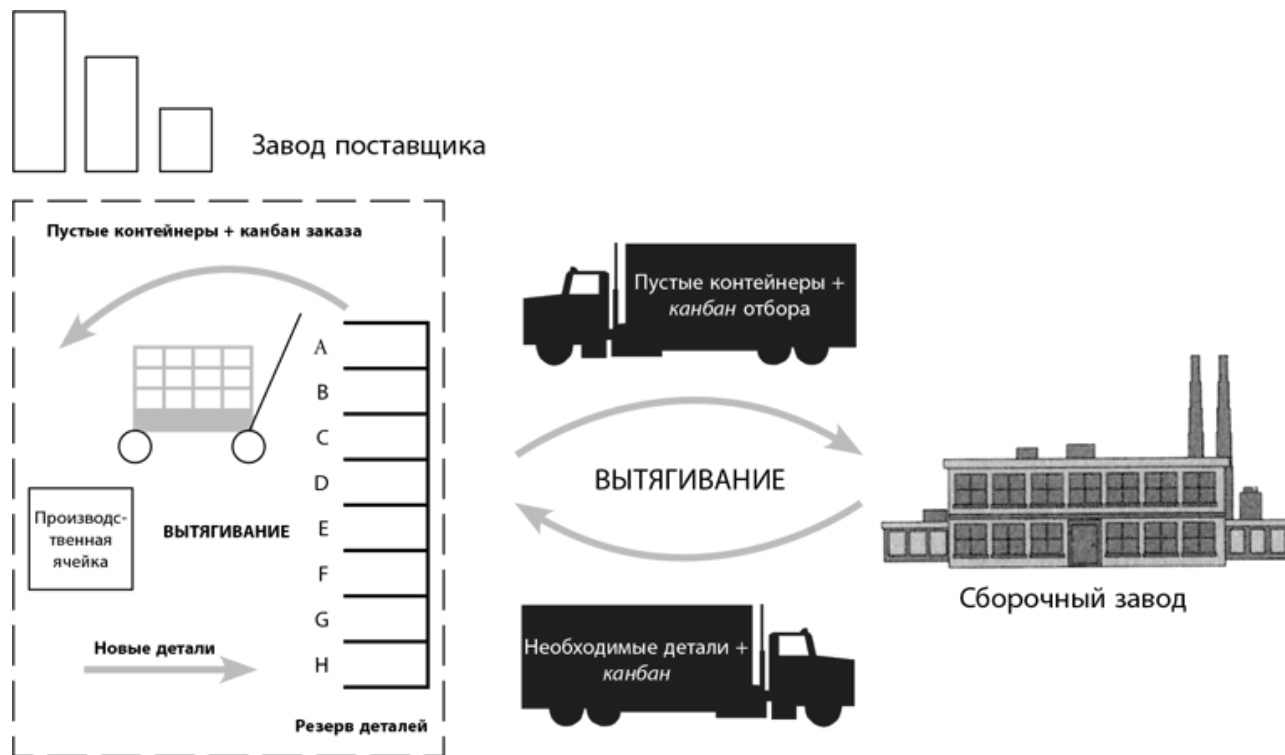 Завод поставщика
Пустые контейнеры + канбан заказа
Пустые контейнеры +
канбан отбора
A
B
C
D
E
F
G
H
Производс-
твенная
ячейка
ВЫТЯГИВАНИЕ
ВЫТЯГИВАНИЕ
Сборочный завод
Новые детали
Необходимые детали +
канбан
Резерв деталей